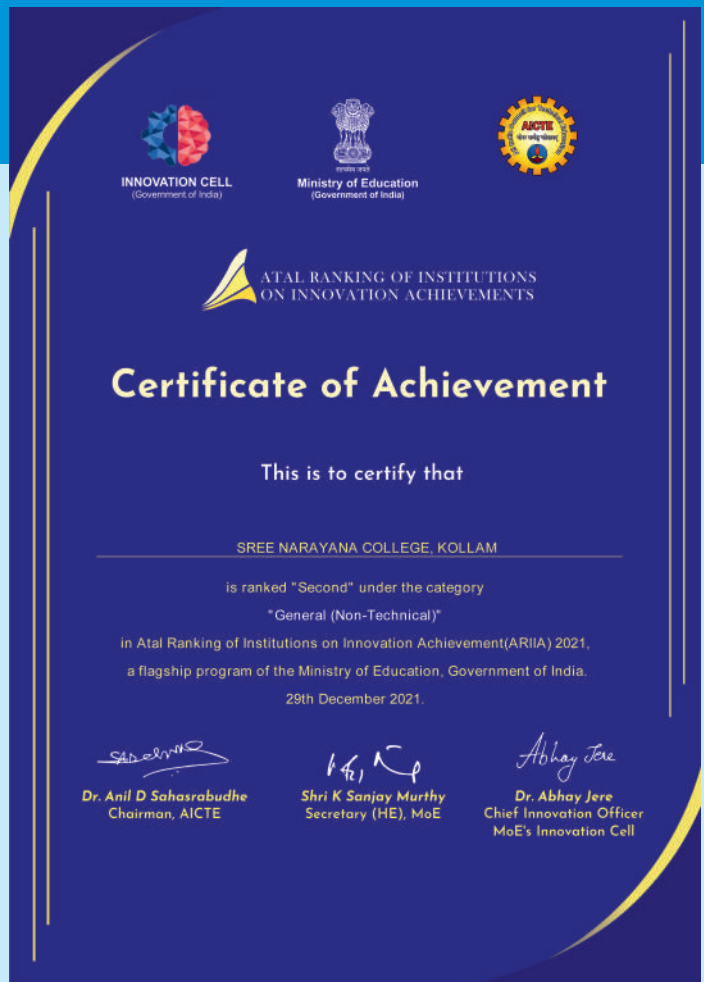 INNOVATION CELL
(Government of India)
सत्यमेव जयते
Ministry of Education
(Government of India)
AICTE
ATAL RANKING OF INSTITUTIONS
ON INNOVATION ACHIEVEMENTS
Certificate of Achievement
This is to certify that
SREE NARAYANA COLLEGE, KOLLAM
is ranked "Second" under the category
"General (Non-Technical)"
in Atal Ranking of Institutions on Innovation Achievement(ARIIA) 2021,
a flagship program of the Ministry of Education, Government of India.
29th December 2021.
Abhay Jere
Dr. Anil D Sahasrabudhe
Chairman, AICTE
Shri K Sanjay Murthy
Secretary (HE), MoE
Dr. Abhay Jere
Chief Innovation Officer
MoE's Innovation Cell